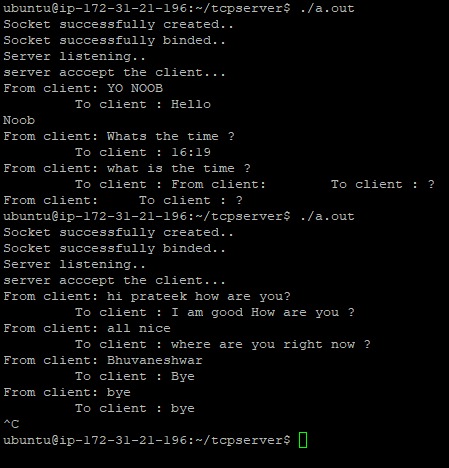 ubuntu@ip-172-31-21-196:~/tcpserver$ ./a.out
Socket successfully created..
Socket successfully binded..
Server listening..
server acccept the client...
From client: YO NOOB
        To client : Hello
Noob
From client: Whats the time ?
        To client : 16:19
From client: what is the time ?
        To client : From client:        To client : ?
From client:     To client : ?
ubuntu@ip-172-31-21-196:~/tcpserver$ ./a.out
Socket successfully created..
Socket successfully binded..
Server listening..
server acccept the client...
From client: hi prateek how are you?
        To client : I am good How are you ?
From client: all nice
        To client : where are you right now ?
From client: Bhuvaneshwar
        To client : Bye
From client: bye
        To client : bye
^C
ubuntu@ip-172-31-21-196:~/tcpserver$